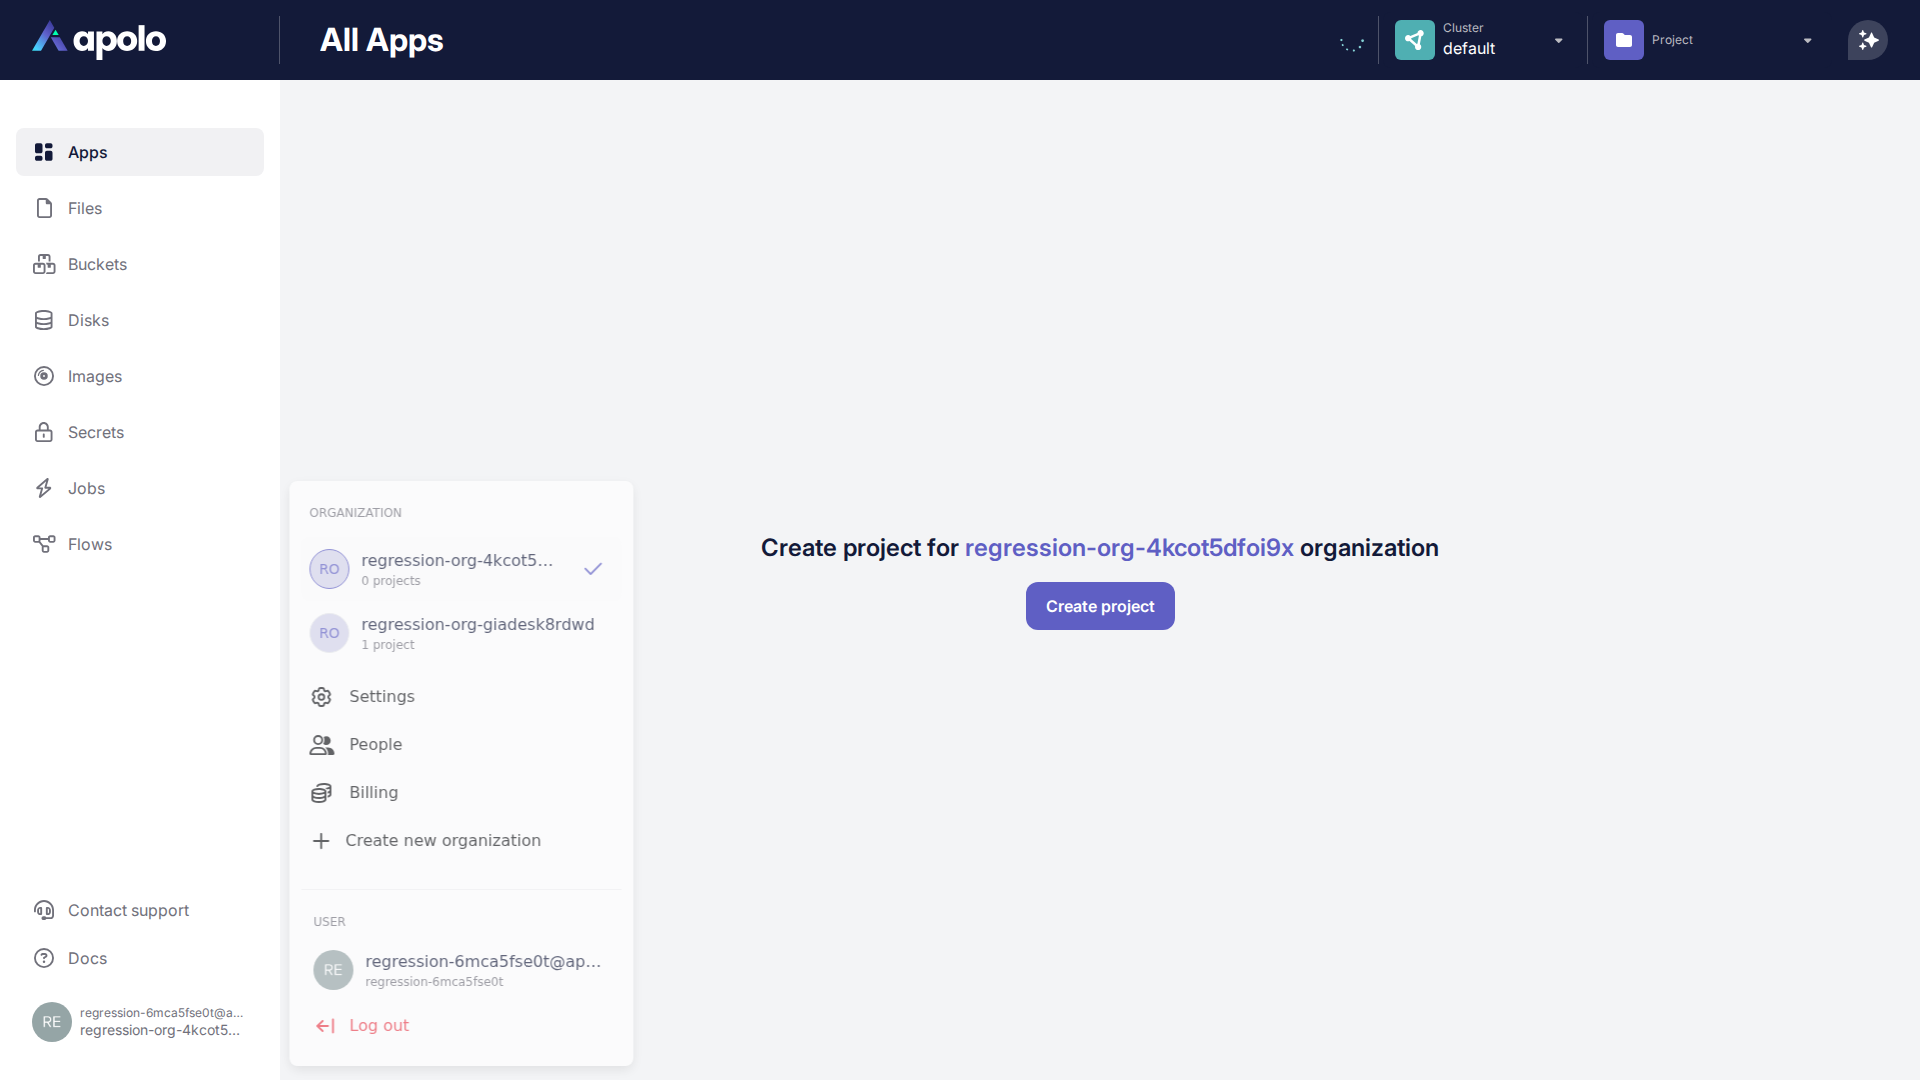 apolo
All Apps
Cluster
default
Project
Apps
Files
Buckets
Disks
Images
Secrets
Jobs
Flows
Contact support
Docs
RE
regression-6mca5fse0t@a...
regression-org-4kcot5...
ORGANIZATION
RO
regression-org-4kcot5...
0 projects
RO
regression-org-giadesk8rdwd
1 project
Settings
People
Billing
Create new organization
USER
RE
regression-6mca5fse0t@ap...
regression-6mca5fse0t
Log out
Create project for regression-org-4kcot5dfoi9x organization
Create project